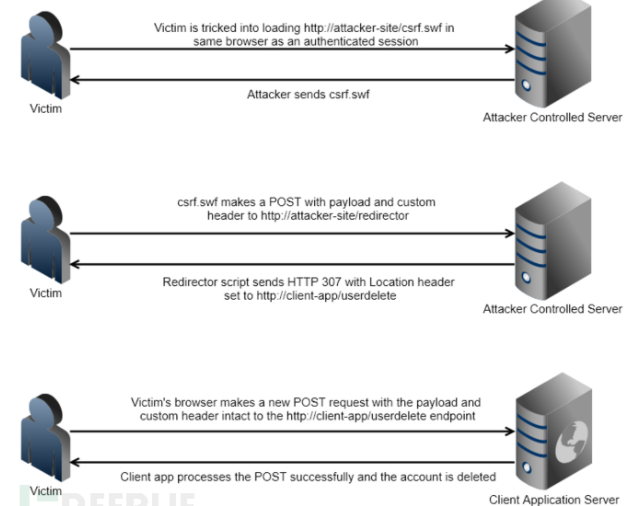 Victim is tricked into loading http://attacker-site/csrf.swf in
same browser as an authenticated session
Attacker sends csrf.swf
Victim
Attacker Controlled Server
csrf.swf makes a POST with payload and custom
header to http://attacker-site/redirector
Redirector script sends HTTP 307 with Location header
set to http://client-app/userdelete
Victim
Attacker Controlled Server
Victim's browser makes a new POST request with the payload and
custom header intact to the http://client-app/userdelete endpoint
Client app processes the POST successfully and the account is deleted
Victim
Client Application Server